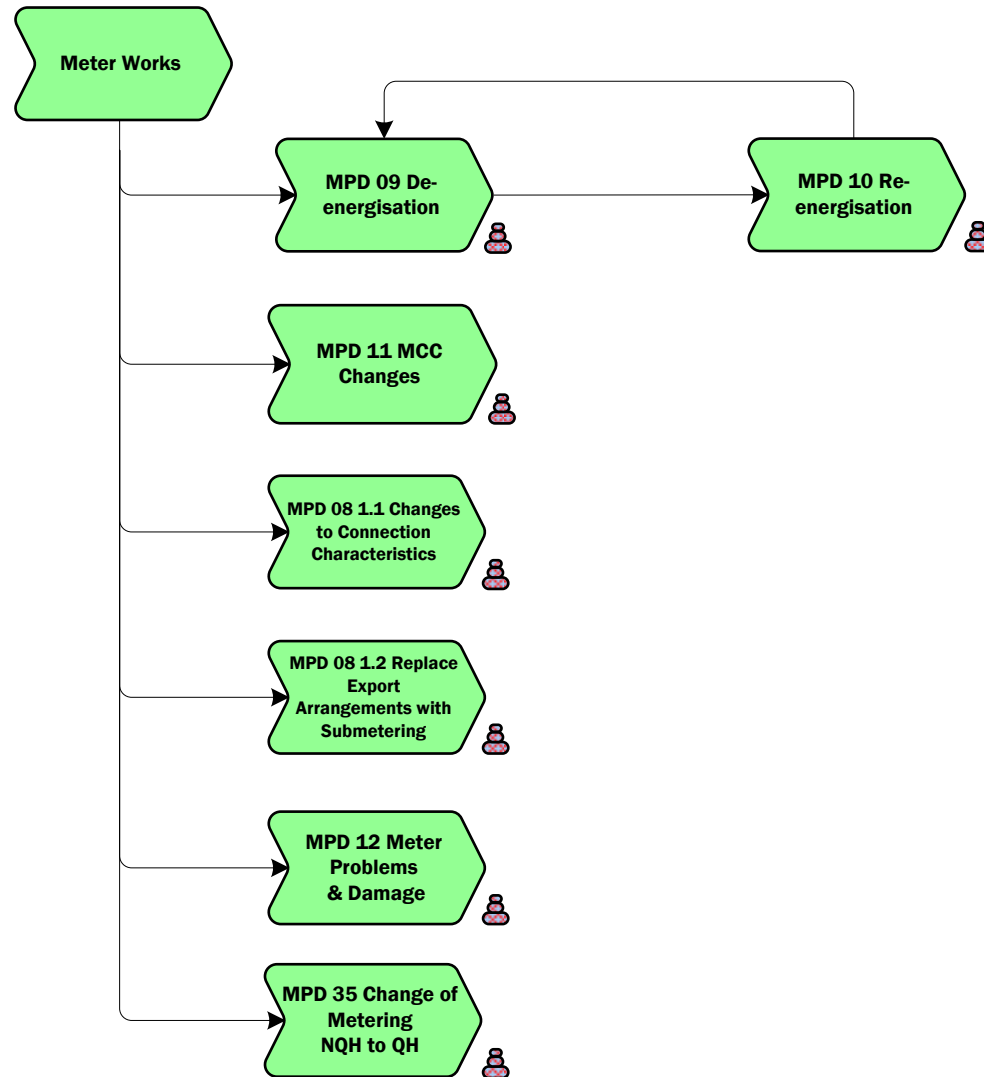 Meter Works
MPD 09 De-
energisation
MPD 10 Re-
energisation
MPD 11 MCC
Changes
MPD 08 1.1 Changes
to Connection
Characteristics
MPD 08 1.2 Replace
Export
Arrangements with
Submetering
MPD 12 Meter
Problems
& Damage
MPD 35 Change of
Metering
NQH to QH